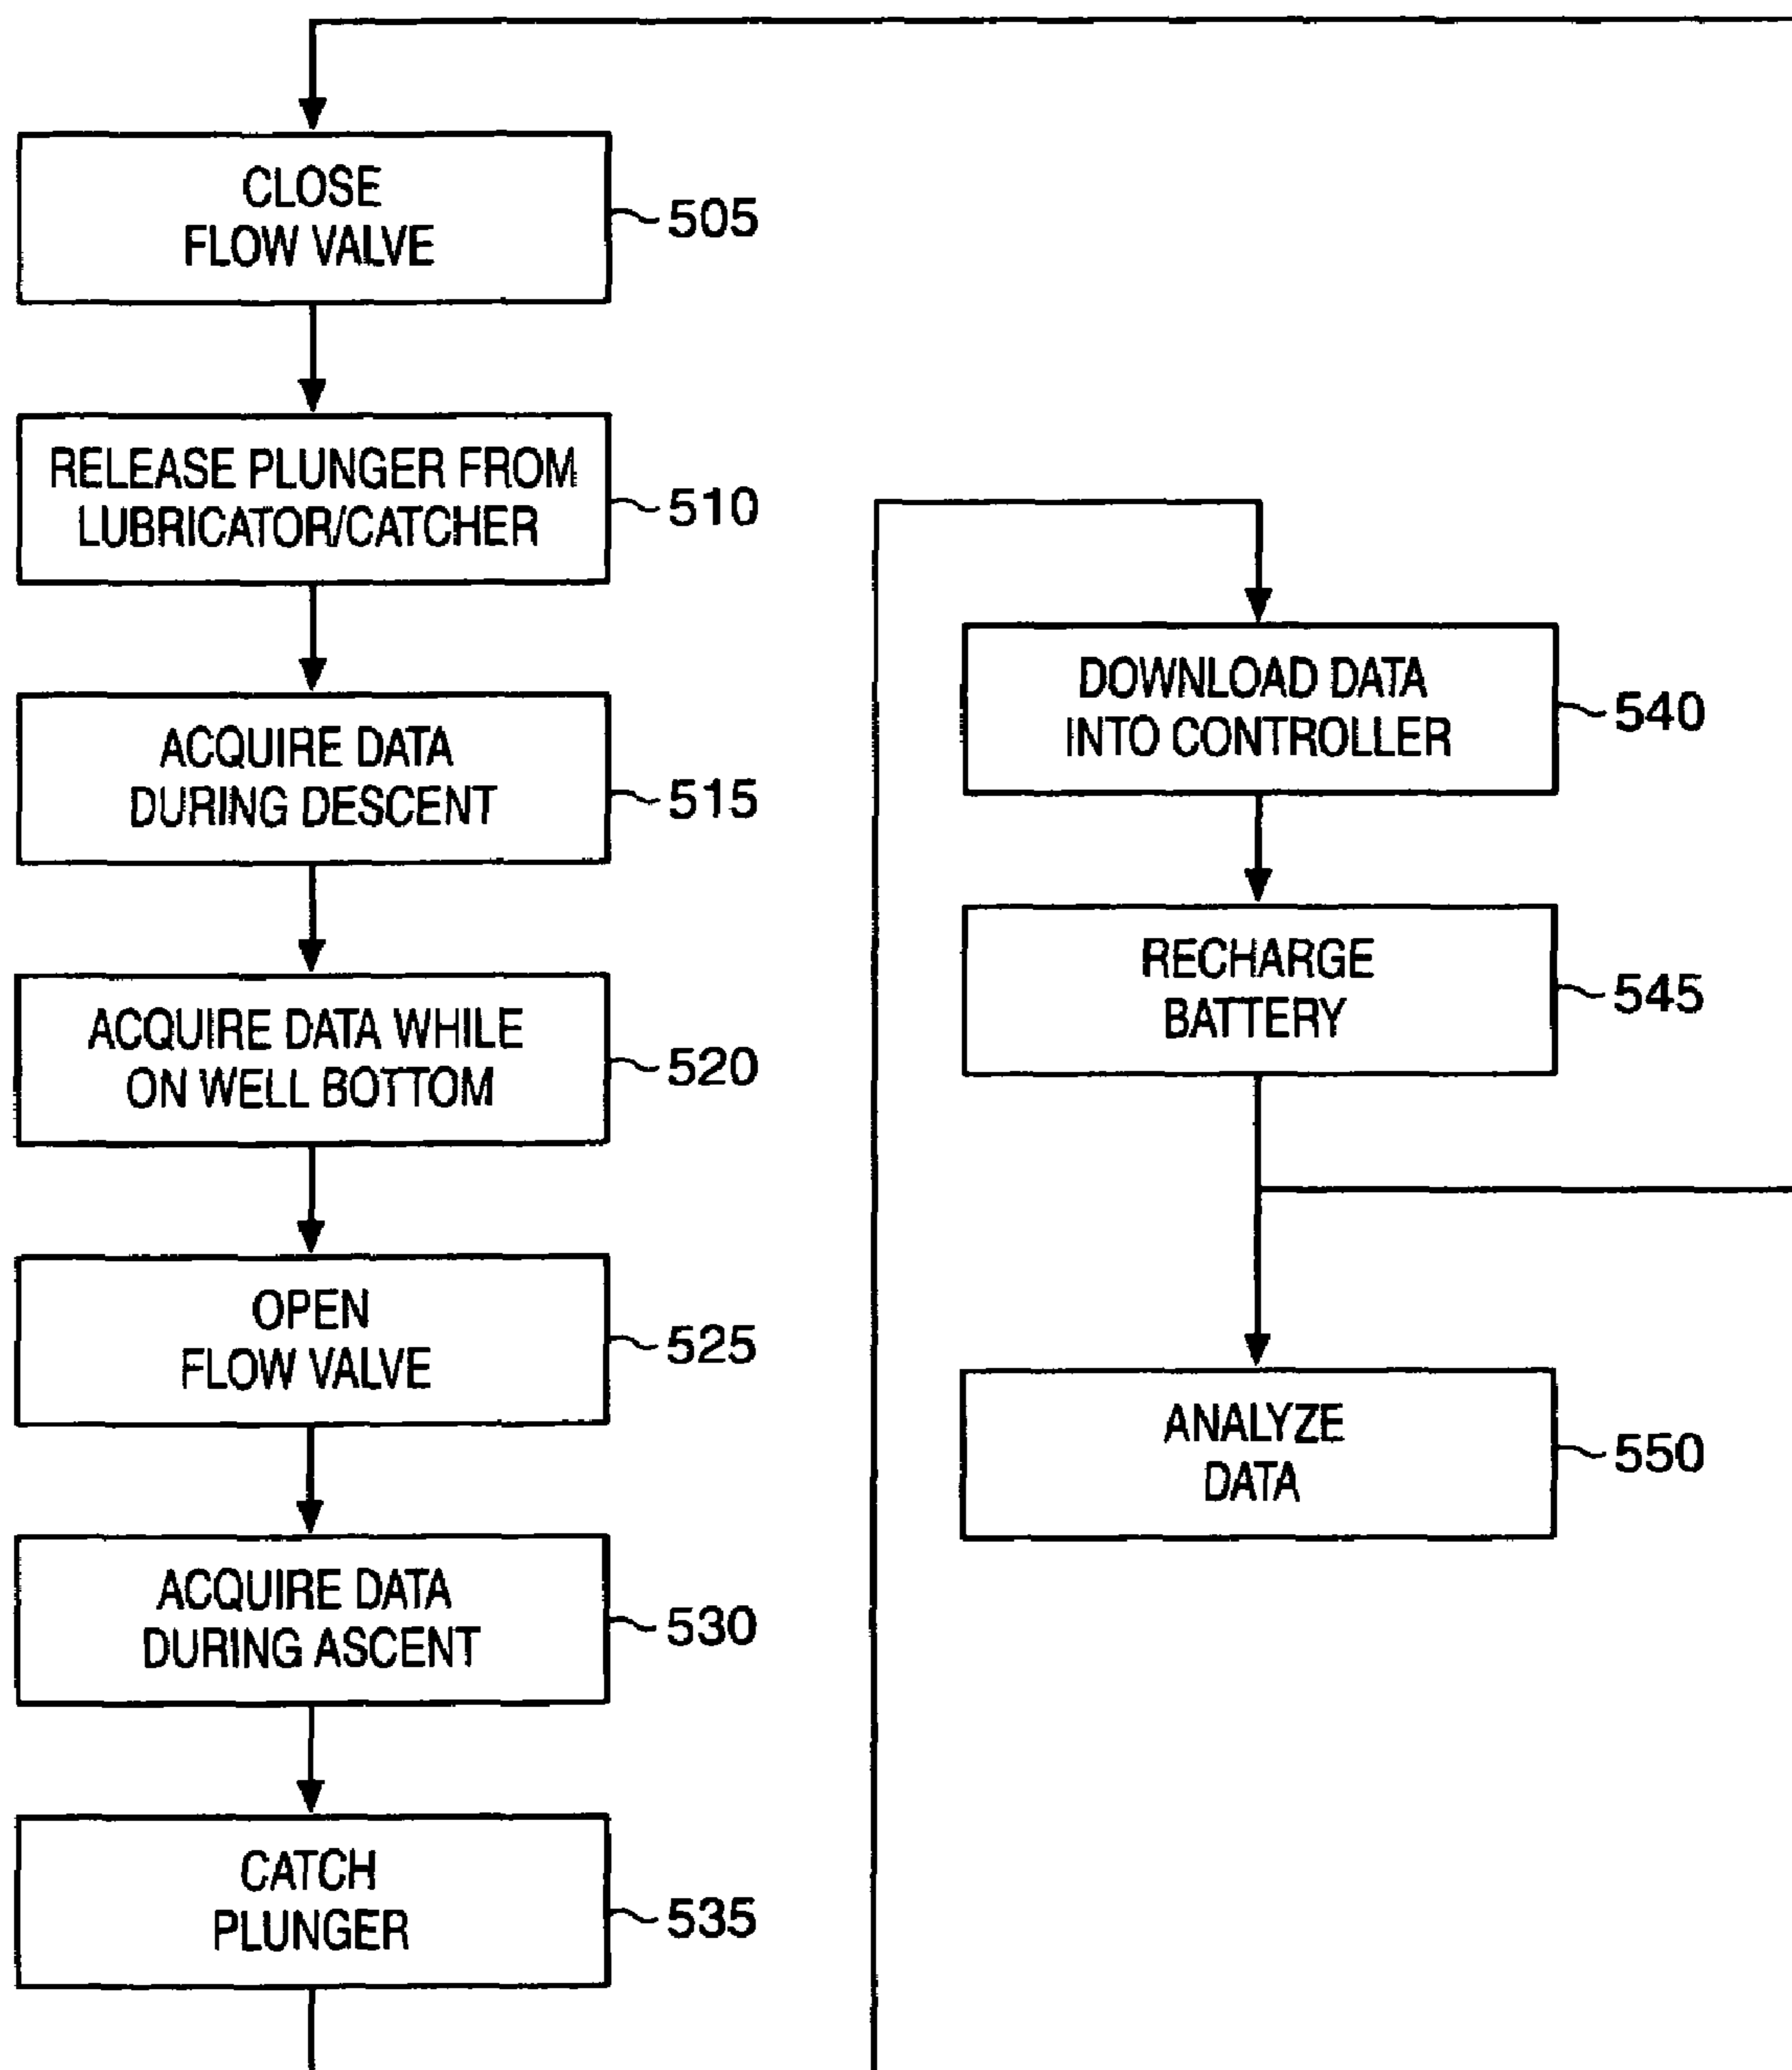 CLOSE
FLOW VALVE
505
RELEASE PLUNGER FROM
LUBRICATOR/CATCHER
510
ACQUIRE DATA
DURING DESCENT
515
ACQUIRE DATA WHILE
ON WELL BOTTOM
520
OPEN
FLOW VALVE
525
ACQUIRE DATA
DURING ASCENT
530
CATCH
PLUNGER
535
DOWNLOAD DATA
INTO CONTROLLER
540
RECHARGE
BATTERY
545
ANALYZE
DATA
550